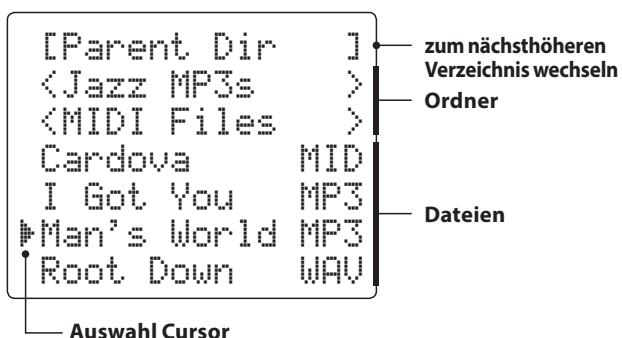 [Parent Dir ]
<Jazz MP3s >
<MIDI Files >
Cardova MID
I Got You MP3
Man's World MP3
Root Down WAV
zum nächsthöheren
Verzeichnis wechseln
Ordner
Dateien
Auswahl Cursor